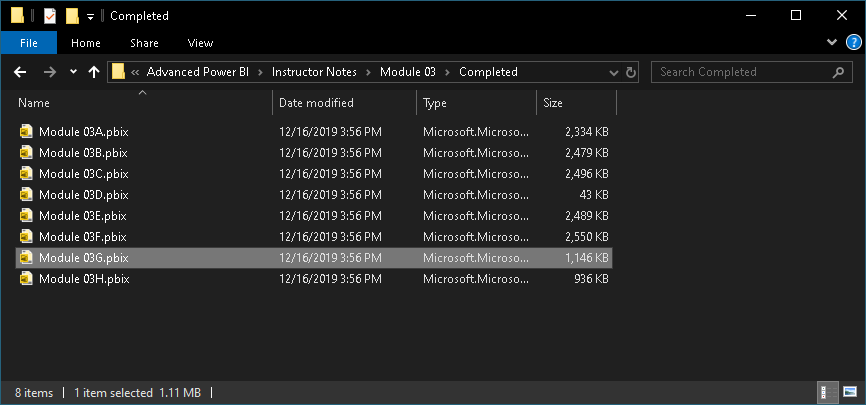 Completed
File Home Share View
« Advanced Power BI > Instructor Notes > Module 03 > Completed Search Completed
Name Date modified Type Size
Module 03A.pbix 12/16/2019 3:56 PM Microsoft.Microso... 2,334 KB
Module 03B.pbix 12/16/2019 3:56 PM Microsoft.Microso... 2,479 KB
Module 03C.pbix 12/16/2019 3:56 PM Microsoft.Microso... 2,496 KB
Module 03D.pbix 12/16/2019 3:56 PM Microsoft.Microso... 43 KB
Module 03E.pbix 12/16/2019 3:56 PM Microsoft.Microso... 2,489 KB
Module 03F.pbix 12/16/2019 3:56 PM Microsoft.Microso... 2,550 KB
Module 03G.pbix 12/16/2019 3:56 PM Microsoft.Microso... 1,146 KB
Module 03H.pbix 12/16/2019 3:56 PM Microsoft.Microso... 936 KB
8 items 1 item selected 1.11 MB